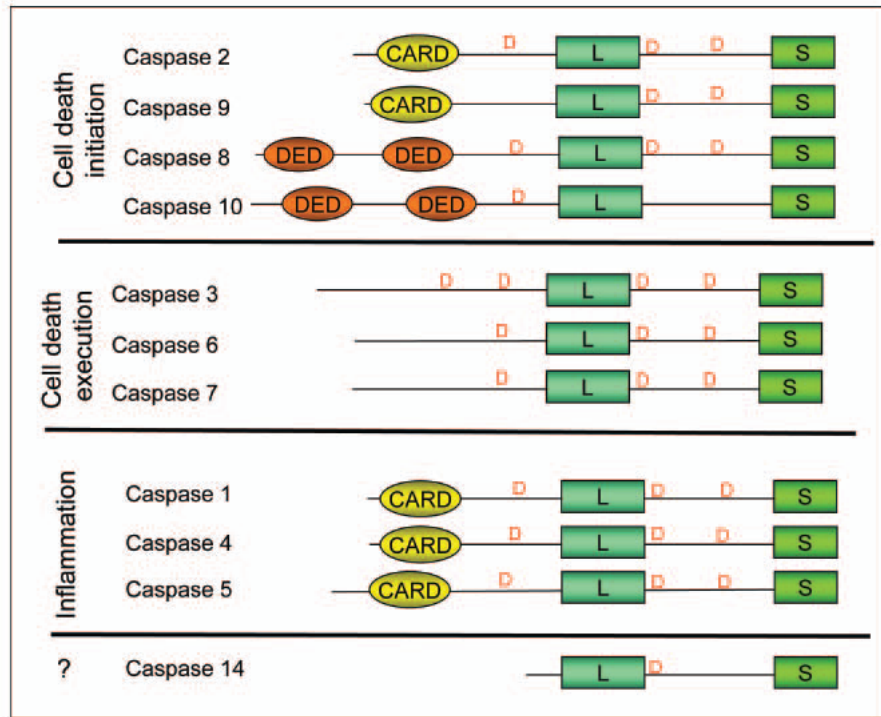 Cell death
initiation
Caspase 2 CARD D L D D S
Caspase 9 CARD L D D S
Caspase 8 DED DED D L D D S
Caspase 10 DED DED D L S
Cell death
execution
Caspase 3 D D L D D S
Caspase 6 D L D D S
Caspase 7 D L D D S
Inflammation
Caspase 1 CARD D L D D S
Caspase 4 CARD D L D D S
Caspase 5 CARD D L D D S
? Caspase 14 L D S